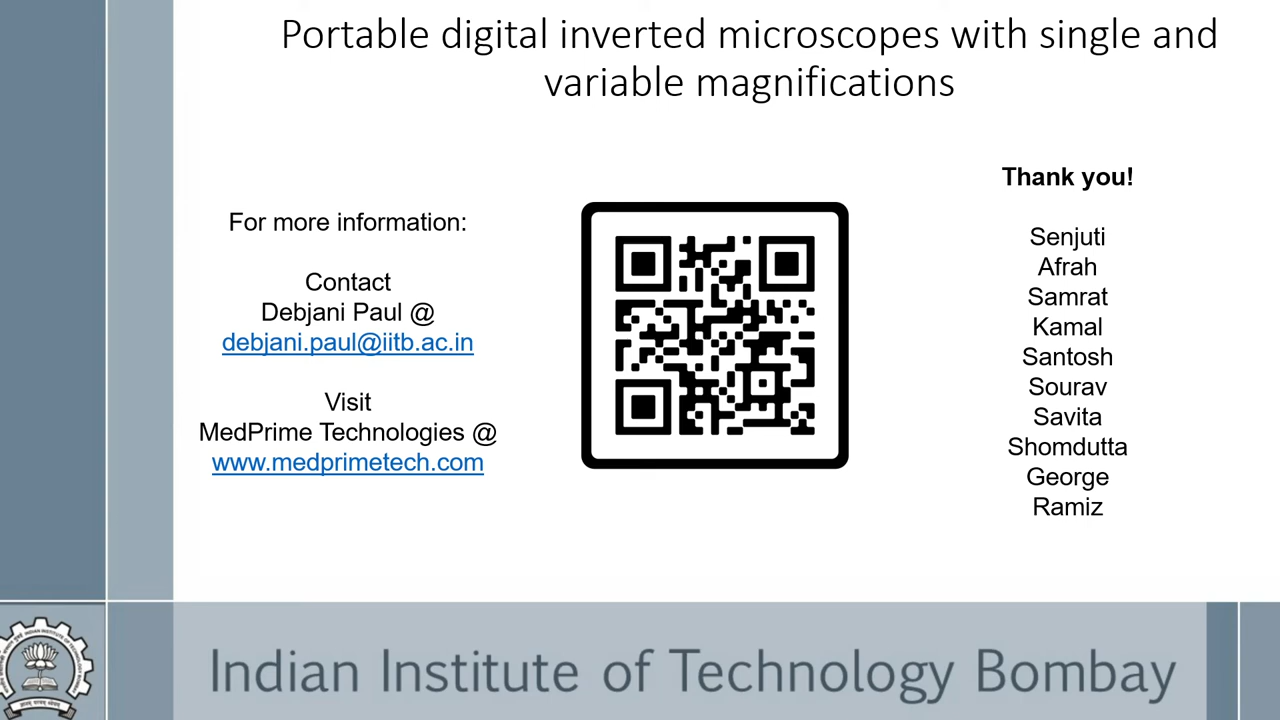 Portable digital inverted microscopes with single and
variable magnifications
For more information:
Contact
Debjani Paul @
debjani.paul@iitb.ac.in
Visit
MedPrime Technologies @
www.medprimetech.com
Thank you!
Senjuti
Afrah
Samrat
Kamal
Santosh
Sourav
Savita
Shomdutta
George
Ramiz
Indian Institute of Technology Bombay